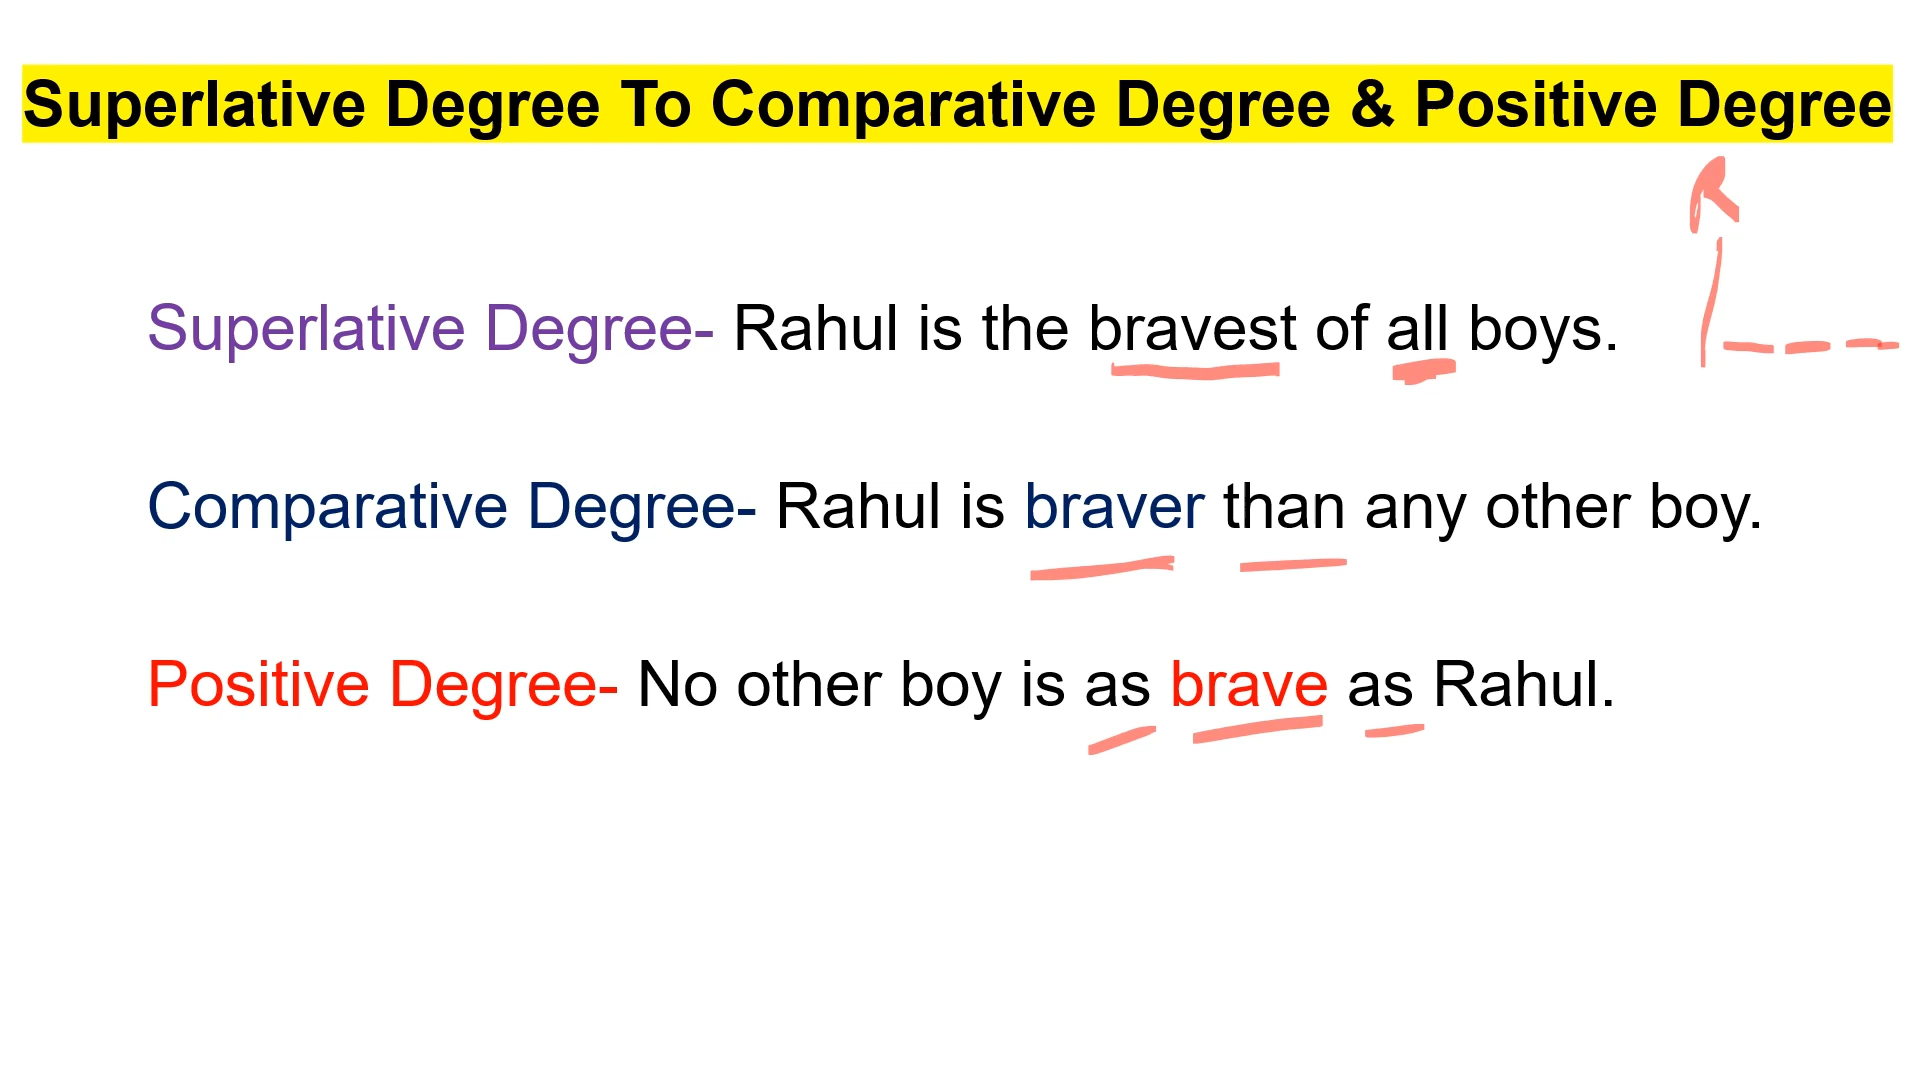 Superlative Degree To Comparative Degree & Positive Degree
Superlative Degree- Rahul is the bravest of all boys.
Comparative Degree- Rahul is braver than any other boy.
Positive Degree- No other boy is as brave as Rahul.